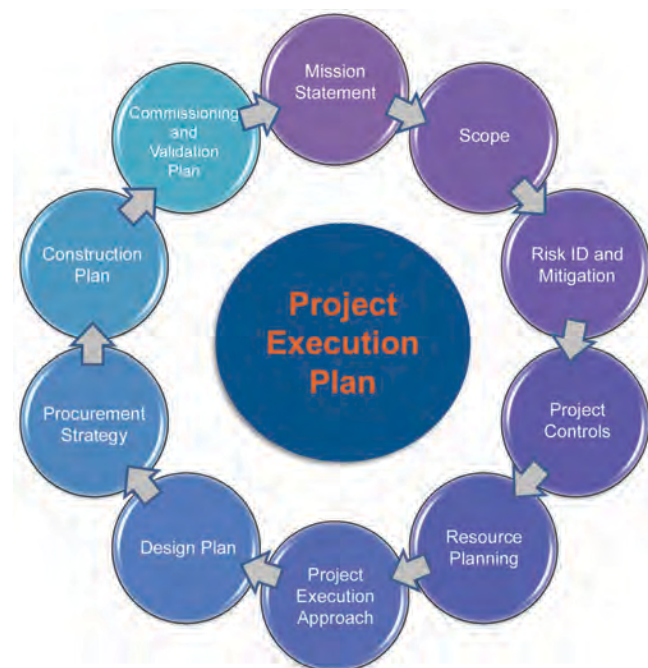 Mission
Statement
Scope
Risk ID and
Mitigation
Project
Controls
Resource
Planning
Project
Execution
Approach
Design Plan
Procurement
Strategy
Construction
Plan
Commissioning
and
Validation
Plan
Project
Execution
Plan